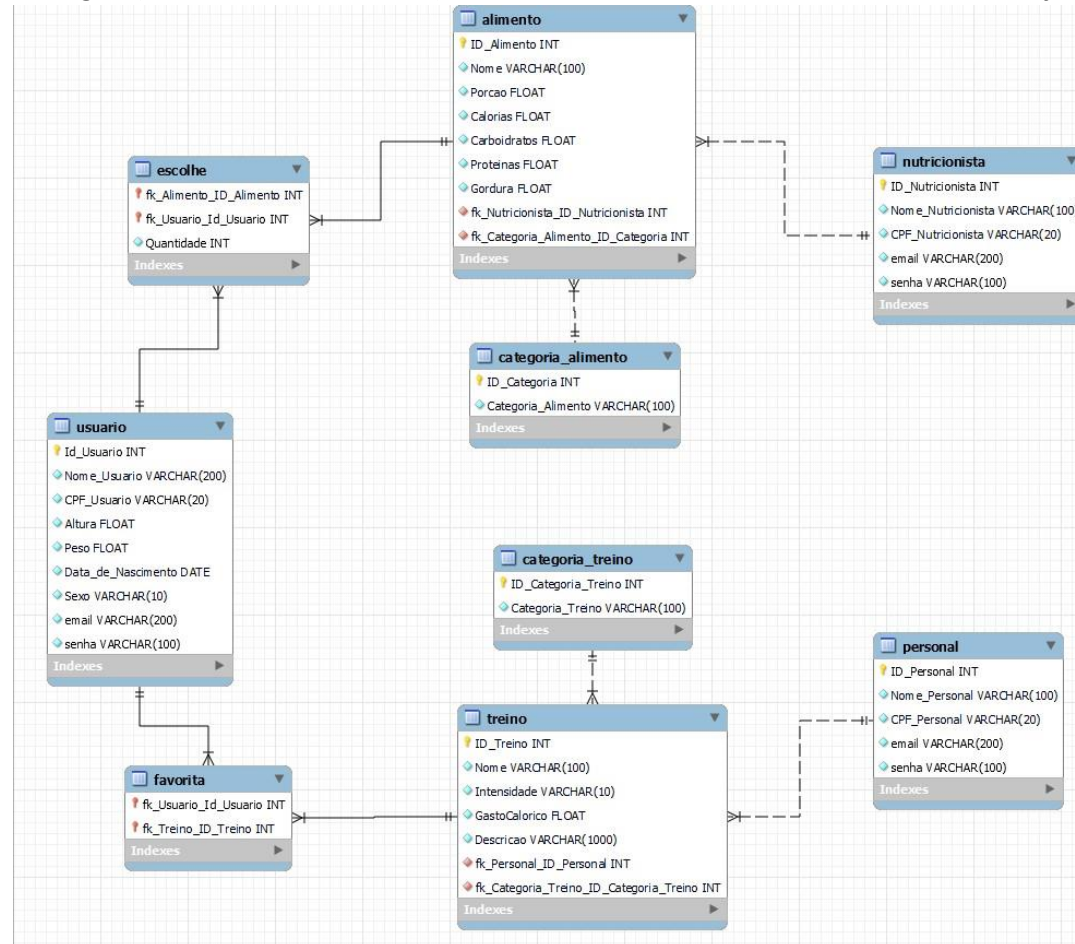 alimento
ID_Alimento INT
Nome VARCHAR(100)
Porcao FLOAT
Calorias FLOAT
Carboidratos FLOAT
Proteinas FLOAT
Gordura FLOAT
fk_Nutricionista_ID_Nutricionista INT
fk_Categoria_Alimento_ID_Categoria INT
Indexes
escolhe
fk_Alimento_ID_Alimento INT
fk_Usuario_Id_Usuario INT
Quantidade INT
Indexes
nutricionista
ID_Nutricionista INT
Nome_Nutricionista VARCHAR(100
CPF_Nutricionista VARCHAR(20)
email VARCHAR(200)
senha VARCHAR(100)
Indexes
categoria_alimento
ID_Categoria INT
Categoria_Alimento VARCHAR(100)
Indexes
usuario
Id_Usuario INT
Nome_Usuario VARCHAR(200)
CPF_Usuario VARCHAR(20)
Altura FLOAT
Peso FLOAT
Data_de_Nascimento DATE
Sexo VARCHAR(10)
email VARCHAR(200)
senha VARCHAR(100)
Indexes
categoria_treino
ID_Categoria_Treino INT
Categoria_Treino VARCHAR(100)
Indexes
personal
ID_Personal INT
Nome_Personal VARCHAR(100)
CPF_Personal VARCHAR(20)
email VARCHAR(200)
senha VARCHAR(100)
Indexes
treino
ID_Treino INT
Nome VARCHAR(100)
Intensidade VARCHAR(10)
GastoCalorico FLOAT
Descricao VARCHAR(1000)
fk_Personal_ID_Personal INT
fk_Categoria_Treino_ID_Categoria_Treino INT
Indexes
favorita
fk_Usuario_Id_Usuario INT
fk_Treino_ID_Treino INT
Indexes